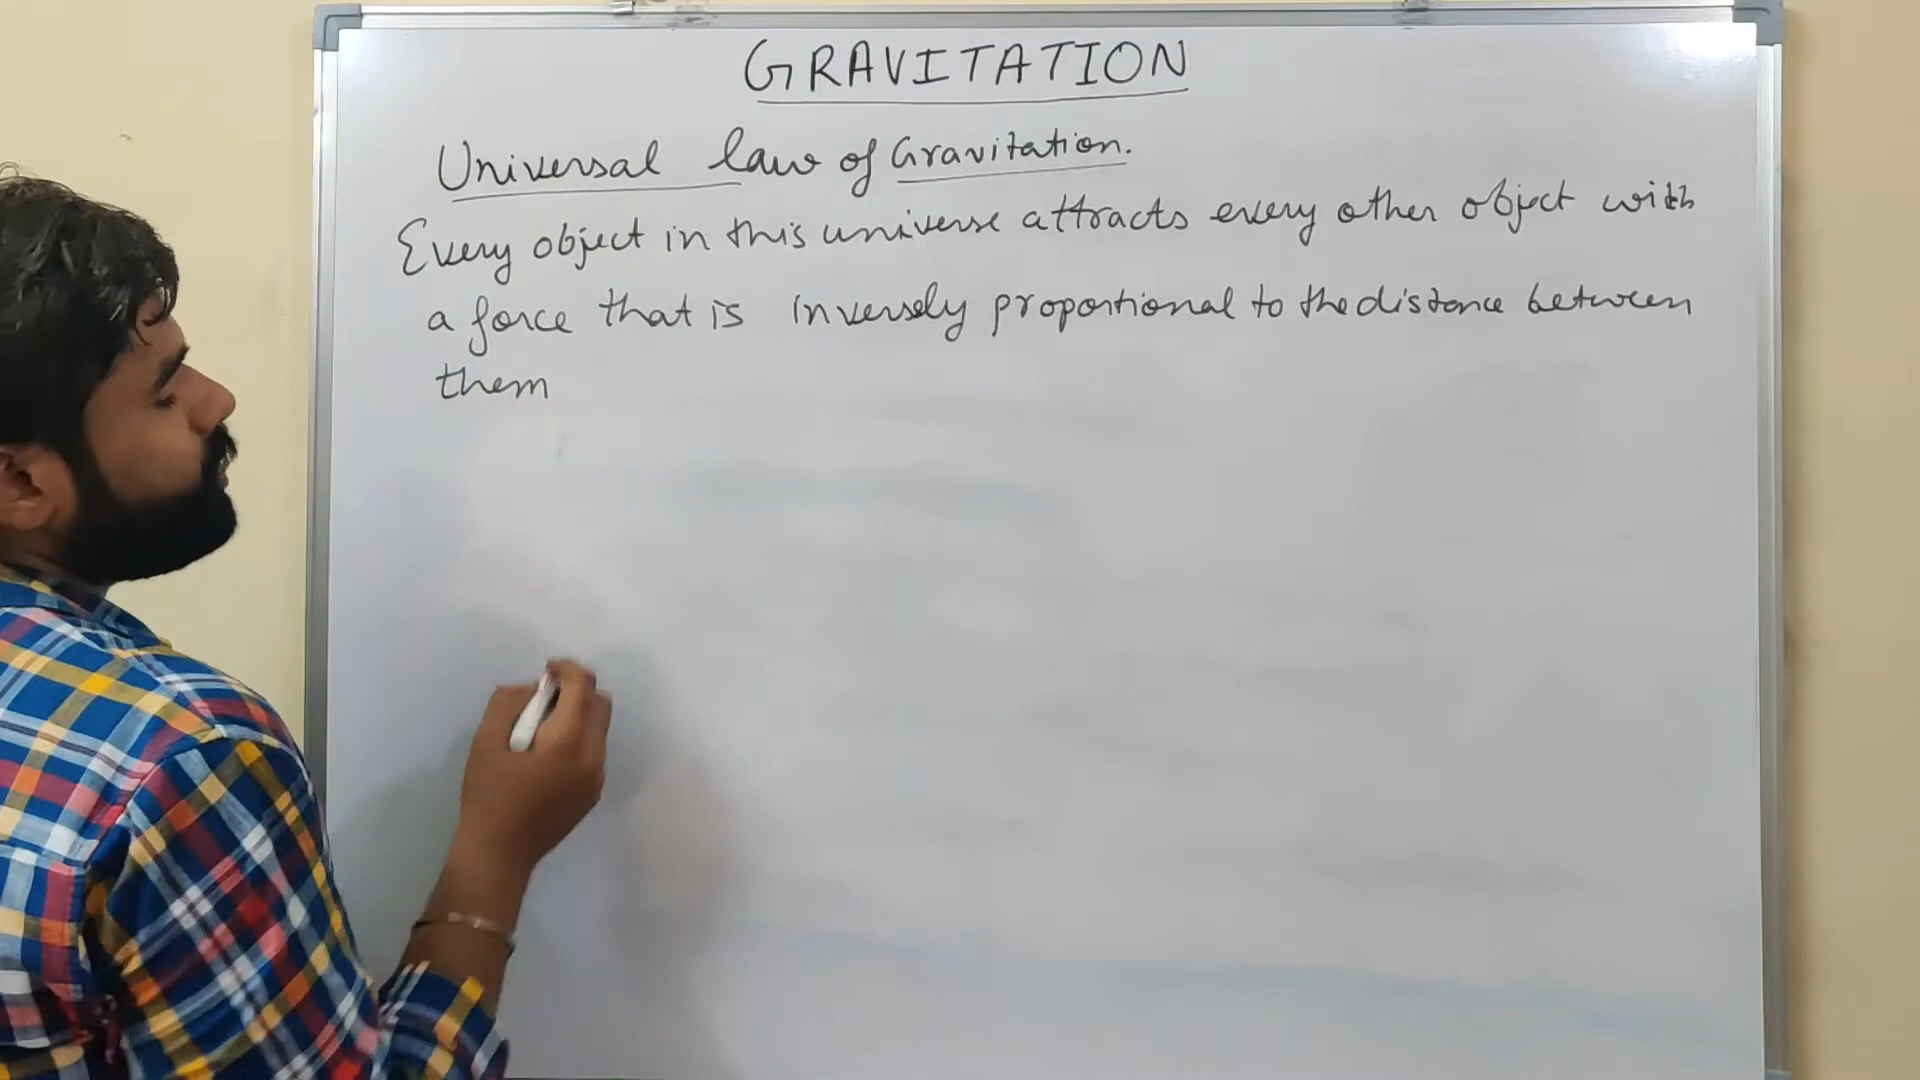 GRAVITATION
Universal law of Gravitation.
Every object in this universe attracts every other object with
a force that is inversely proportional to the distance between
them